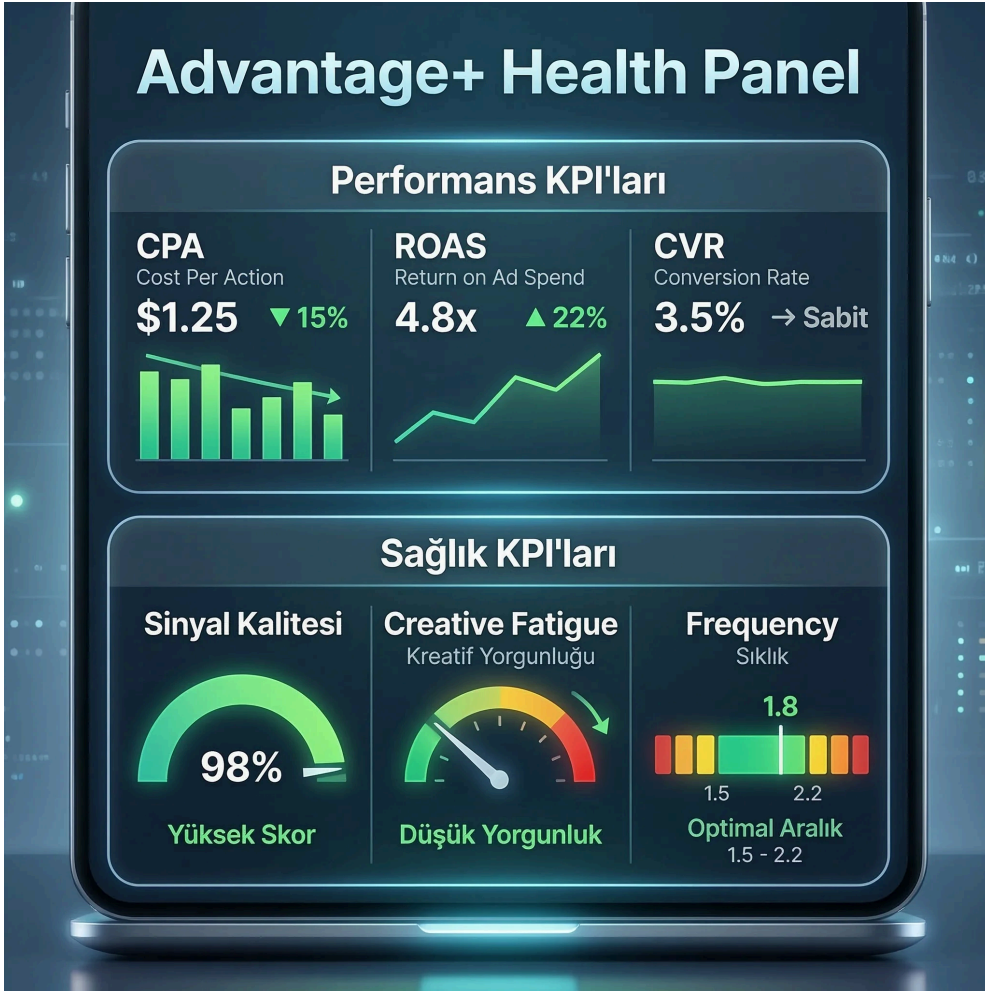 Advantage+ Health Panel
Performans KPI'ları
CPA
Cost Per Action
$1.25 ▼ 15%
ROAS
Return on Ad Spend
4.8x ▲ 22%
CVR
Conversion Rate
3.5% → Sabit
Sağlık KPI'ları
Sinyal Kalitesi
98%
Yüksek Skor
Creative Fatigue
Kreatif Yorgunluğu
Düşük Yorgunluk
Frequency
Sıklık
1.8
1.5 2.2
Optimal Aralık
1.5 - 2.2